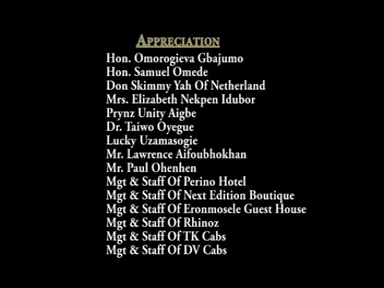 APPRECIATION
Hon. Omorogieva Gbajumo
Hon. Samuel Omede
Don Skimmy Yah Of Netherland
Mrs. Elizabeth Nekpen Idubor
Prynz Unity Aigbe
Dr. Taiwo Oyegue
Lucky Uzamasogie
Mr. Lawrence Aifoubhokhan
Mr. Paul Ohenhen
Mgt & Staff Of Perino Hotel
Mgt & Staff Of Next Edition Boutique
Mgt & Staff Of Eronmosele Guest House
Mgt & Staff Of Rhinoz
Mgt & Staff Of TK Cabs
Mgt & Staff Of DV Cabs